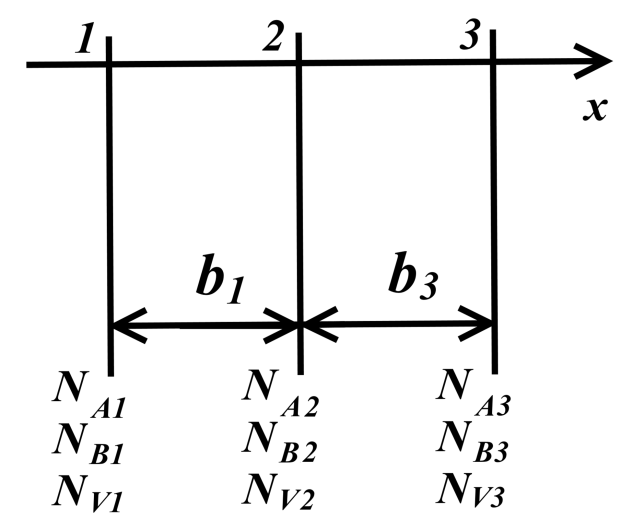 1 2 3
x
b1 b3
NA1 NA2 NA3
NB1 NB2 NB3
NV1 NV2 NV3